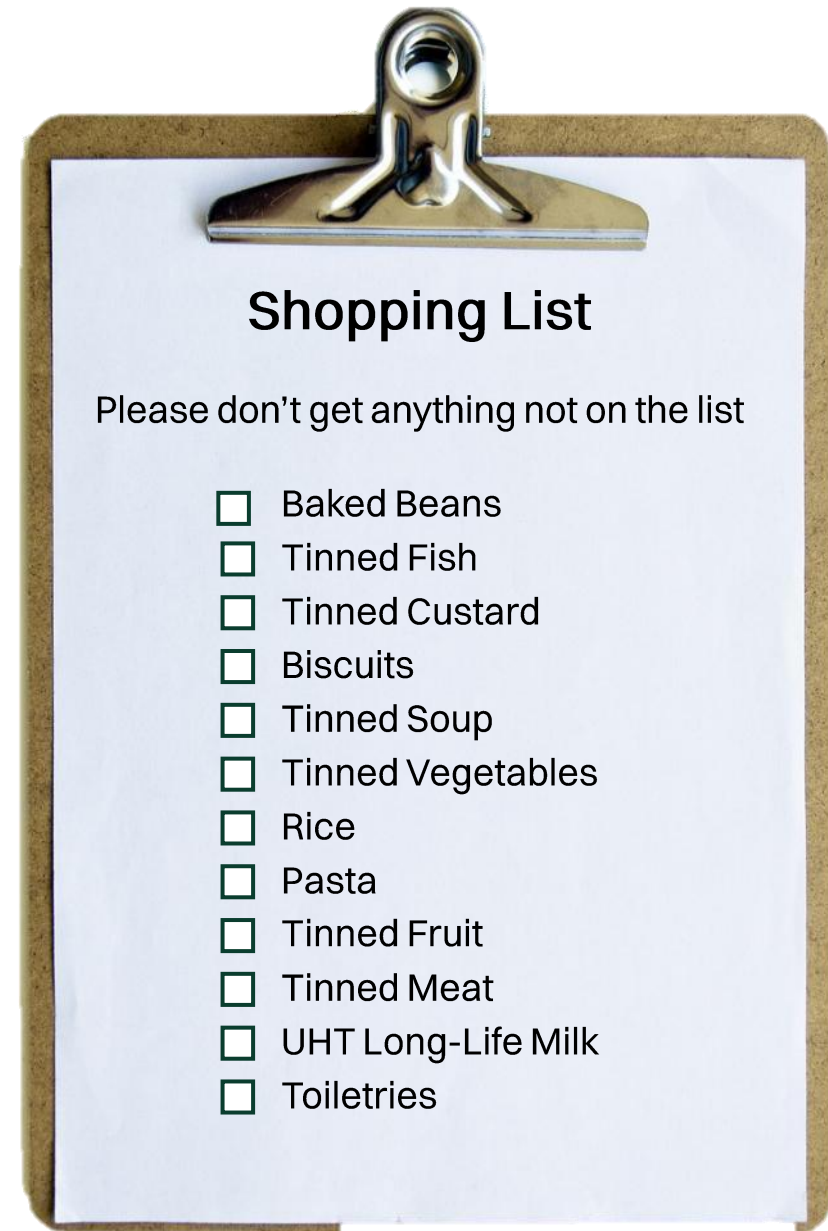 Shopping List
Please don’t get anything not on the list
Baked Beans
Tinned Fish
Tinned Custard
Biscuits
Tinned Soup
Tinned Vegetables
Rice
Pasta
Tinned Fruit
Tinned Meat
UHT Long-Life Milk
Toiletries